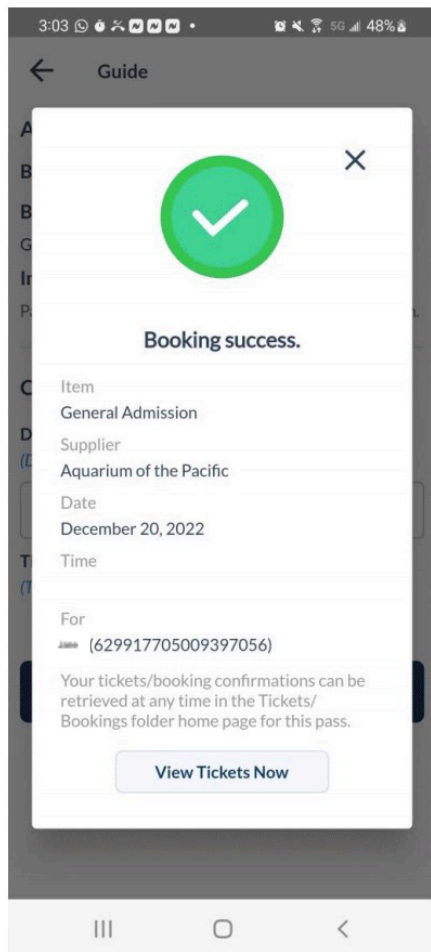 3:03
5G 48%
Guide
Booking success.
Item
General Admission
Supplier
Aquarium of the Pacific
Date
December 20, 2022
Time
For
(629917705009397056)
Your tickets/booking confirmations can be
retrieved at any time in the Tickets/
Bookings folder home page for this pass.
View Tickets Now